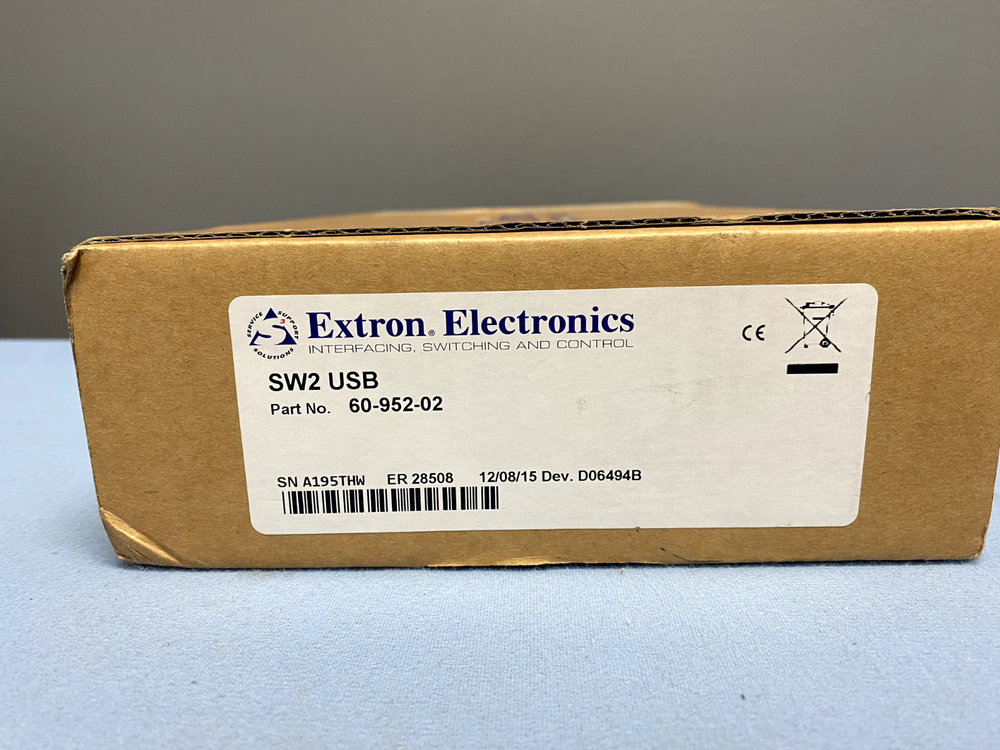 SERVICE SUPPORT SOLUTIONS
S3
Extron® Electronics
INTERFACING, SWITCHING AND CONTROL
CE
SW2 USB
Part No. 60-952-02
SN A195THW ER 28508 12/08/15 Dev. D06494B